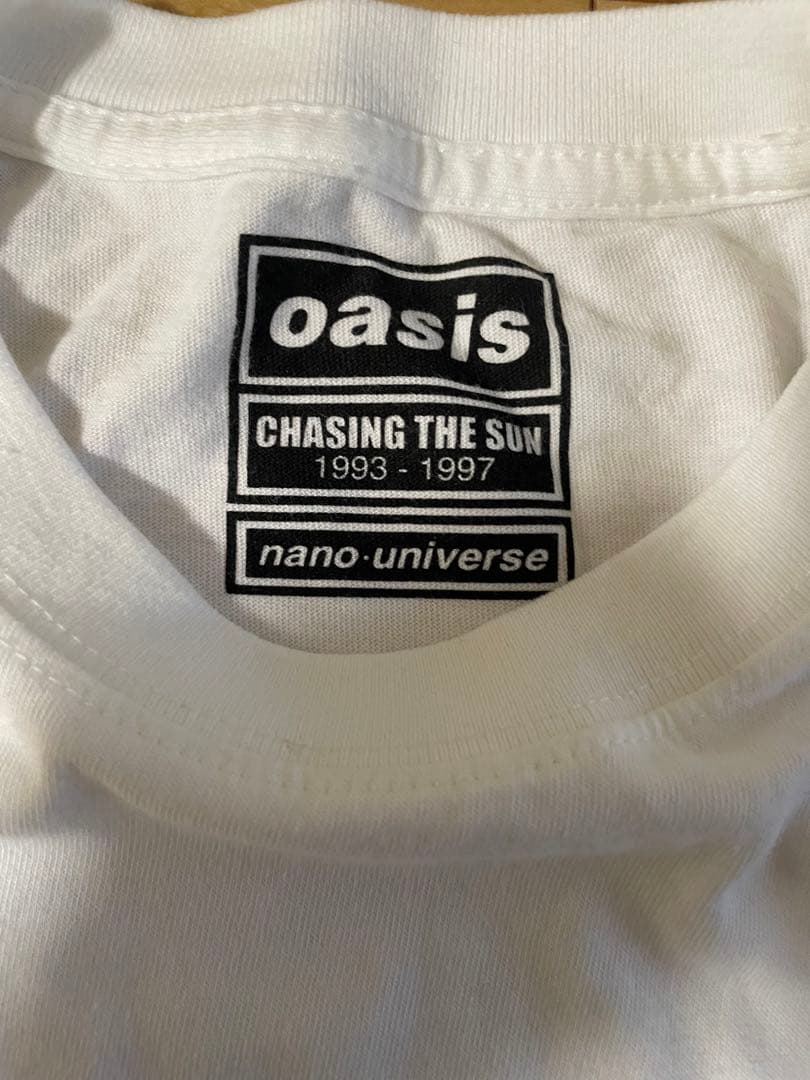 oasis
CHASING THE SUN
1993 - 1997
nano·universe